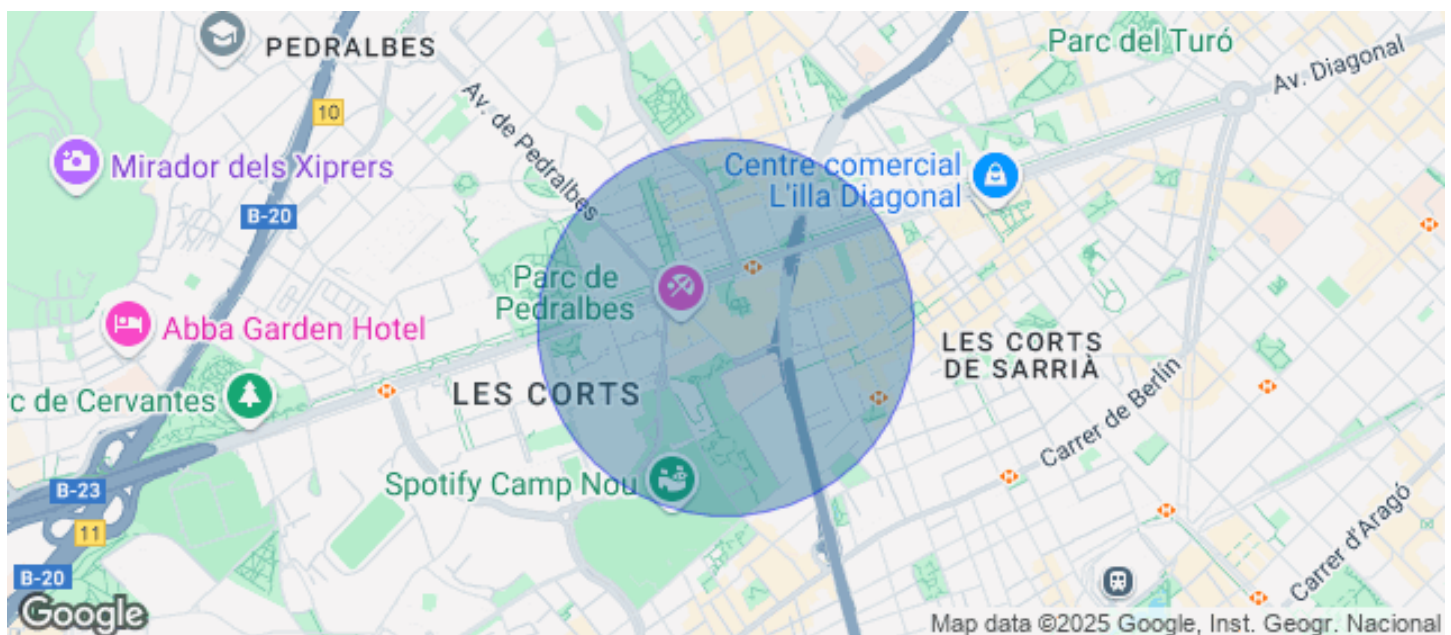 PEDRALBES
Parc del Turó
Av. Diagonal
10
Av. de Pedralbes
Mirador dels Xiprers
Centre comercial
L'illa Diagonal
B-20
Parc de
Pedralbes
Abba Garden Hotel
LES CORTS
DE SARRIÀ
LES CORTS
c de Cervantes
Carrer de Berlín
Spotify Camp Nou
B-23
11
Carrer d'Aragó
B-20
Google
Map data ©2025 Google, Inst. Geogr. Nacional